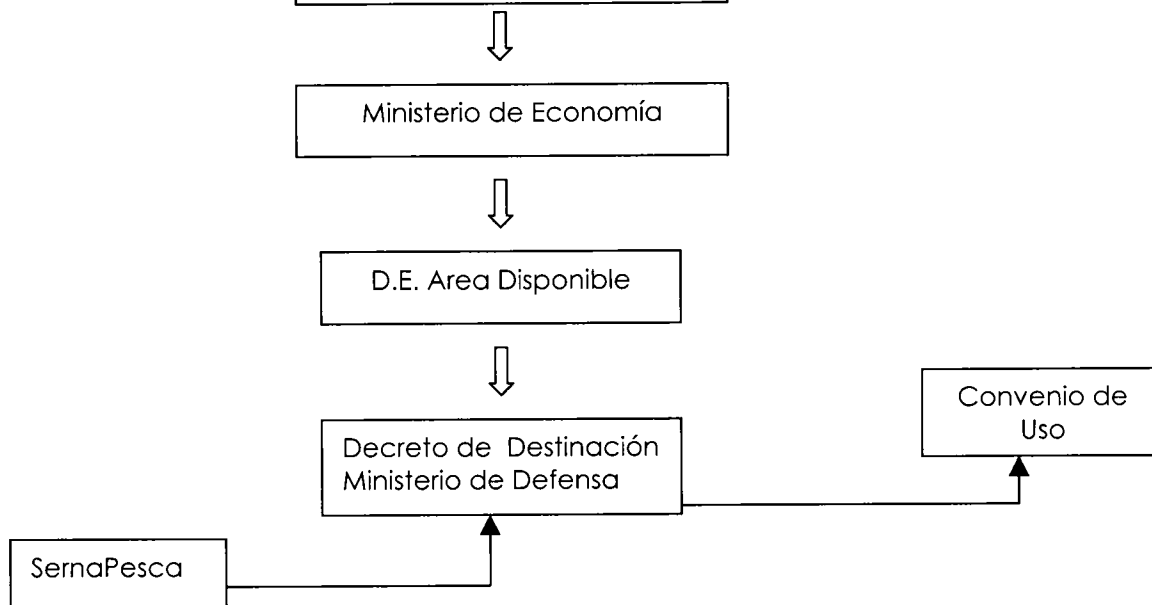 Ministerio de Economía
D.E. Area Disponible
Decreto de Destinación
Ministerio de Defensa
Convenio de
Uso
SernaPesca